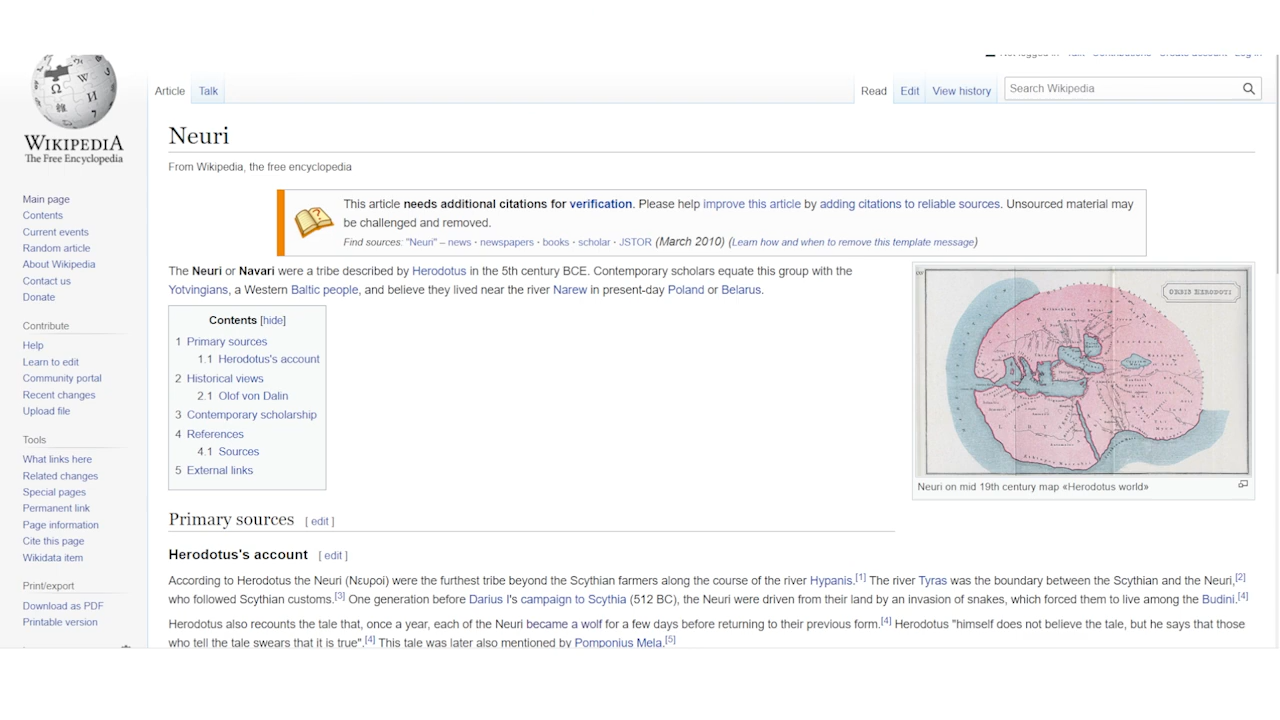 Article
Talk
Read
Edit
View history
Search Wikipedia
WIKIPEDIA
The Free Encyclopedia
Main page
Contents
Current events
Random article
About Wikipedia
Contact us
Donate
Contribute
Help
Learn to edit
Community portal
Recent changes
Upload file
Tools
What links here
Related changes
Special pages
Permanent link
Page information
Cite this page
Wikidata item
Print/export
Download as PDF
Printable version
Neuri
From Wikipedia, the free encyclopedia
This article needs additional citations for verification. Please help improve this article by adding citations to reliable sources. Unsourced material may
be challenged and removed.
Find sources: "Neuri" – news · newspapers · books · scholar · JSTOR (March 2010) (Learn how and when to remove this template message)
The Neuri or Navari were a tribe described by Herodotus in the 5th century BCE. Contemporary scholars equate this group with the
Yotvingians, a Western Baltic people, and believe they lived near the river Narew in present-day Poland or Belarus.
Contents [hide]
1 Primary sources
1.1 Herodotus's account
2 Historical views
2.1 Olof von Dalin
3 Contemporary scholarship
4 References
4.1 Sources
5 External links
ORBIS HERODOTI
Neuri on mid 19th century map «Herodotus world»
Primary sources [ edit ]
Herodotus's account [ edit ]
According to Herodotus the Neuri (Νευροί) were the furthest tribe beyond the Scythian farmers along the course of the river Hypanis.[1] The river Tyras was the boundary between the Scythian and the Neuri,[2]
who followed Scythian customs.[3] One generation before Darius I's campaign to Scythia (512 BC), the Neuri were driven from their land by an invasion of snakes, which forced them to live among the Budini.[4]
Herodotus also recounts the tale that, once a year, each of the Neuri became a wolf for a few days before returning to their previous form.[4] Herodotus "himself does not believe the tale, but he says that those
who tell the tale swears that it is true".[4] This tale was later also mentioned by Pomponius Mela.[5]